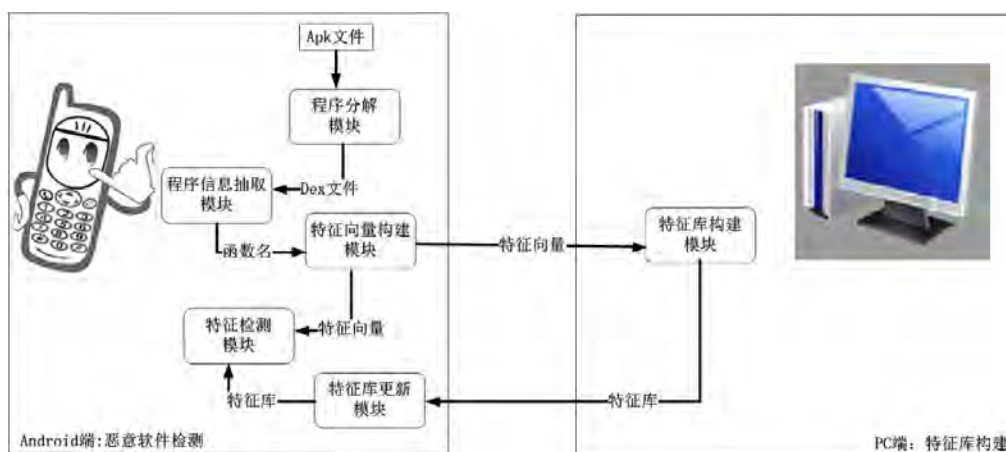 Apk文件
程序分解
模块
Dex文件
程序信息抽取
模块
函数名
特征向量构建
模块
特征向量
特征库构建
模块
特征向量
特征检测
模块
特征库
特征库更新
模块
特征库
Android端:恶意软件检测
PC端: 特征库构建